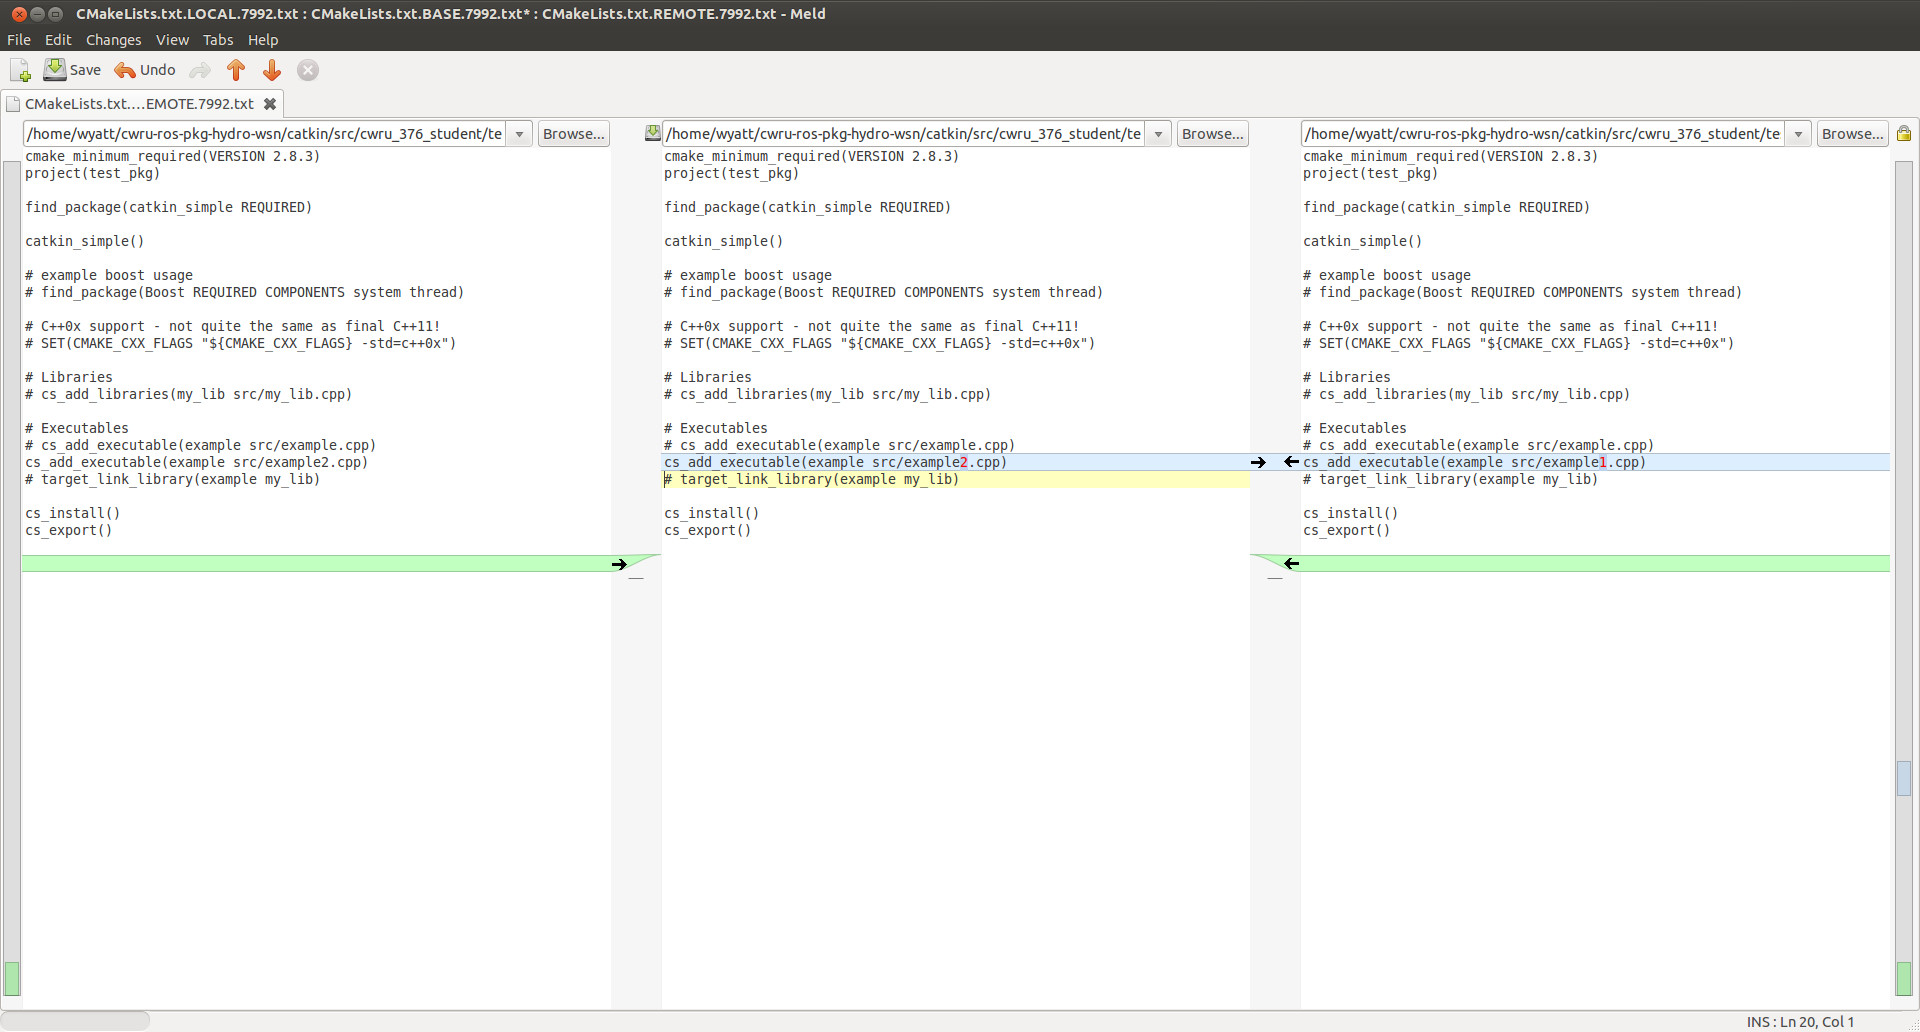 CMakeLists.txt.LOCAL.7992.txt : CMakeLists.txt.BASE.7992.txt* : CMakeLists.txt.REMOTE.7992.txt - Meld
File Edit Changes View Tabs Help
Save Undo
CMakeLists.txt....EMOTE.7992.txt
/home/wyatt/cwru-ros-pkg-hydro-wsn/catkin/src/cwru_376_student/te Browse...
cmake_minimum_required(VERSION 2.8.3)
project(test_pkg)
find_package(catkin_simple REQUIRED)
catkin_simple()
# example boost usage
# find_package(Boost REQUIRED COMPONENTS system thread)
# C++0x support - not quite the same as final C++11!
# SET(CMAKE_CXX_FLAGS "${CMAKE_CXX_FLAGS} -std=c++0x")
# Libraries
# cs_add_libraries(my_lib src/my_lib.cpp)
# Executables
# cs_add_executable(example src/example.cpp)
cs_add_executable(example src/example2.cpp)
# target_link_library(example my_lib)
cs_install()
cs_export()
/home/wyatt/cwru-ros-pkg-hydro-wsn/catkin/src/cwru_376_student/te Browse...
cmake_minimum_required(VERSION 2.8.3)
project(test_pkg)
find_package(catkin_simple REQUIRED)
catkin_simple()
# example boost usage
# find_package(Boost REQUIRED COMPONENTS system thread)
# C++0x support - not quite the same as final C++11!
# SET(CMAKE_CXX_FLAGS "${CMAKE_CXX_FLAGS} -std=c++0x")
# Libraries
# cs_add_libraries(my_lib src/my_lib.cpp)
# Executables
# cs_add_executable(example src/example.cpp)
cs_add_executable(example src/example2.cpp)
# target_link_library(example my_lib)
cs_install()
cs_export()
/home/wyatt/cwru-ros-pkg-hydro-wsn/catkin/src/cwru_376_student/te Browse...
cmake_minimum_required(VERSION 2.8.3)
project(test_pkg)
find_package(catkin_simple REQUIRED)
catkin_simple()
# example boost usage
# find_package(Boost REQUIRED COMPONENTS system thread)
# C++0x support - not quite the same as final C++11!
# SET(CMAKE_CXX_FLAGS "${CMAKE_CXX_FLAGS} -std=c++0x")
# Libraries
# cs_add_libraries(my_lib src/my_lib.cpp)
# Executables
# cs_add_executable(example src/example.cpp)
cs_add_executable(example src/example1.cpp)
# target_link_library(example my_lib)
cs_install()
cs_export()
INS : Ln 20, Col 1